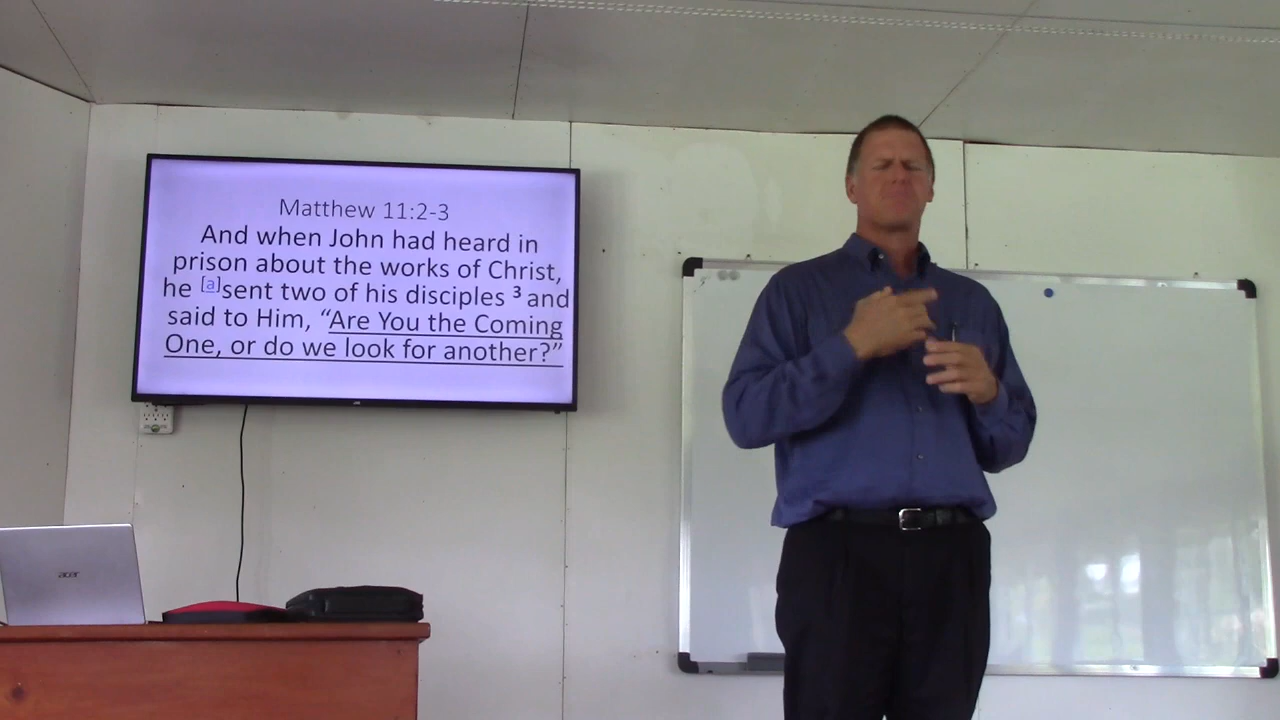 Matthew 11:2-3
And when John had heard in
prison about the works of Christ,
he [a]sent two of his disciples 3 and
said to Him, “Are You the Coming
One, or do we look for another?”
acer